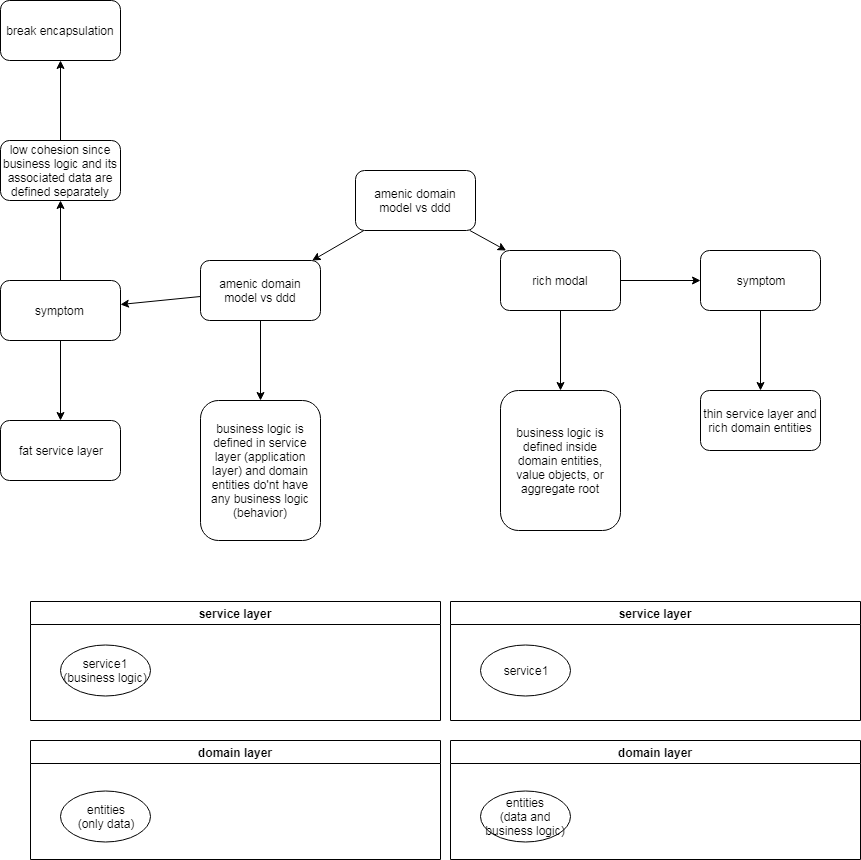 break encapsulation
low cohesion since
business logic and its
associated data are
defined separately
amenic domain
model vs ddd
amenic domain
model vs ddd
rich modal
symptom
symptom
fat service layer
business logic is
defined in service
layer (application
layer) and domain
entities do'nt have
any business logic
(behavior)
business logic is
defined inside
domain entities,
value objects, or
aggregate root
thin service layer and
rich domain entities
service layer
service1
(business logic)
service layer
service1
domain layer
entities
(only data)
domain layer
entities
(data and
business logic)